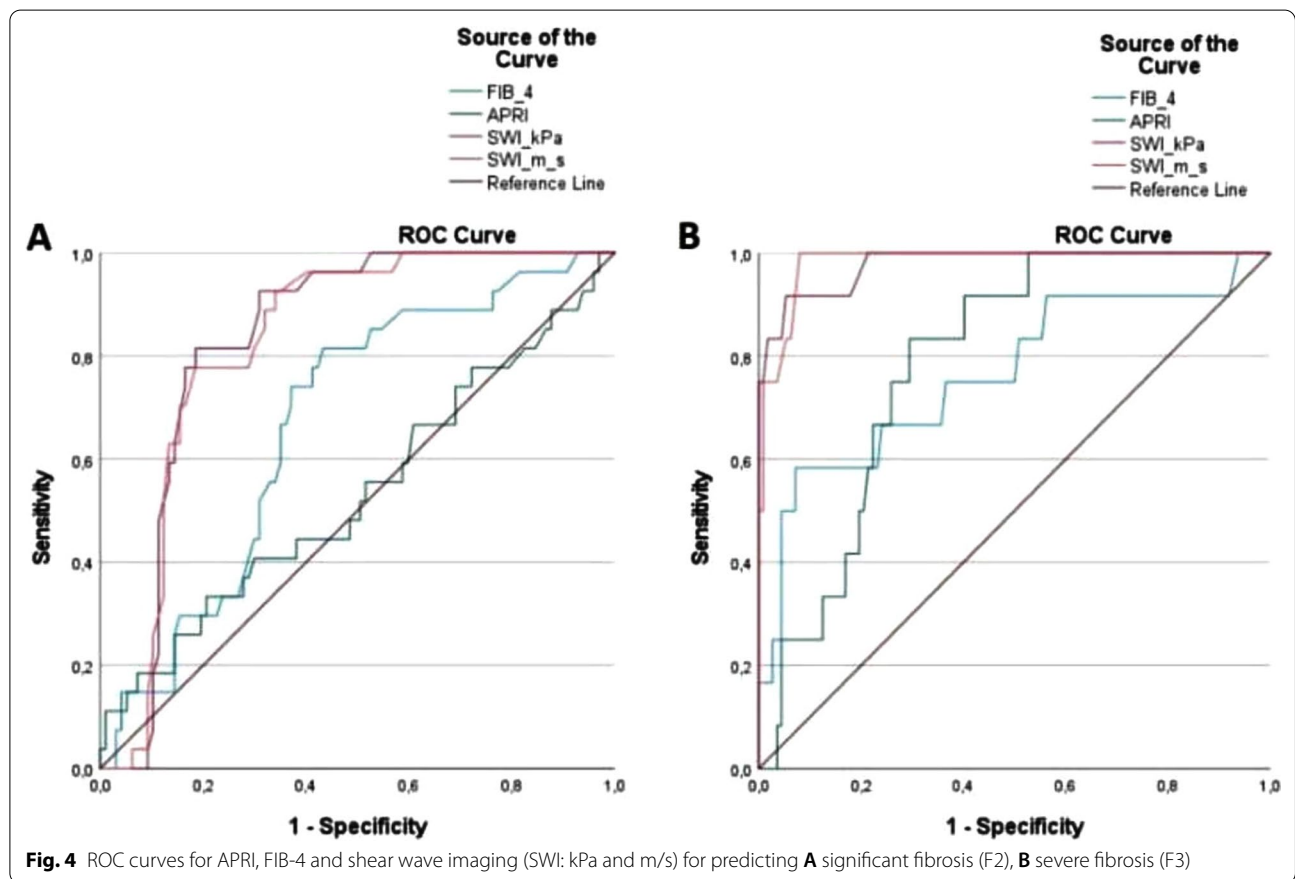 Source of the
Curve
FIB_4
APRI
SWI_kPa
SWI_m_s
Reference Line
Source of the
Curve
FIB_4
APRI
SWI_kPa
SWI_m_s
Reference Line
A
ROC Curve
1,0
0,8
0,6
0,4
0,2
0,0
Sensitivity
0,0 0,2 0,4 0,6 0,8 1,0
1 - Specificity
B
ROC Curve
1,0
0,8
0,6
0,4
0,2
0,0
Sensitivity
0,0 0,2 0,4 0,6 0,8 1,0
1 - Specificity
Fig. 4 ROC curves for APRI, FIB-4 and shear wave imaging (SWI: kPa and m/s) for predicting A significant fibrosis (F2), B severe fibrosis (F3)